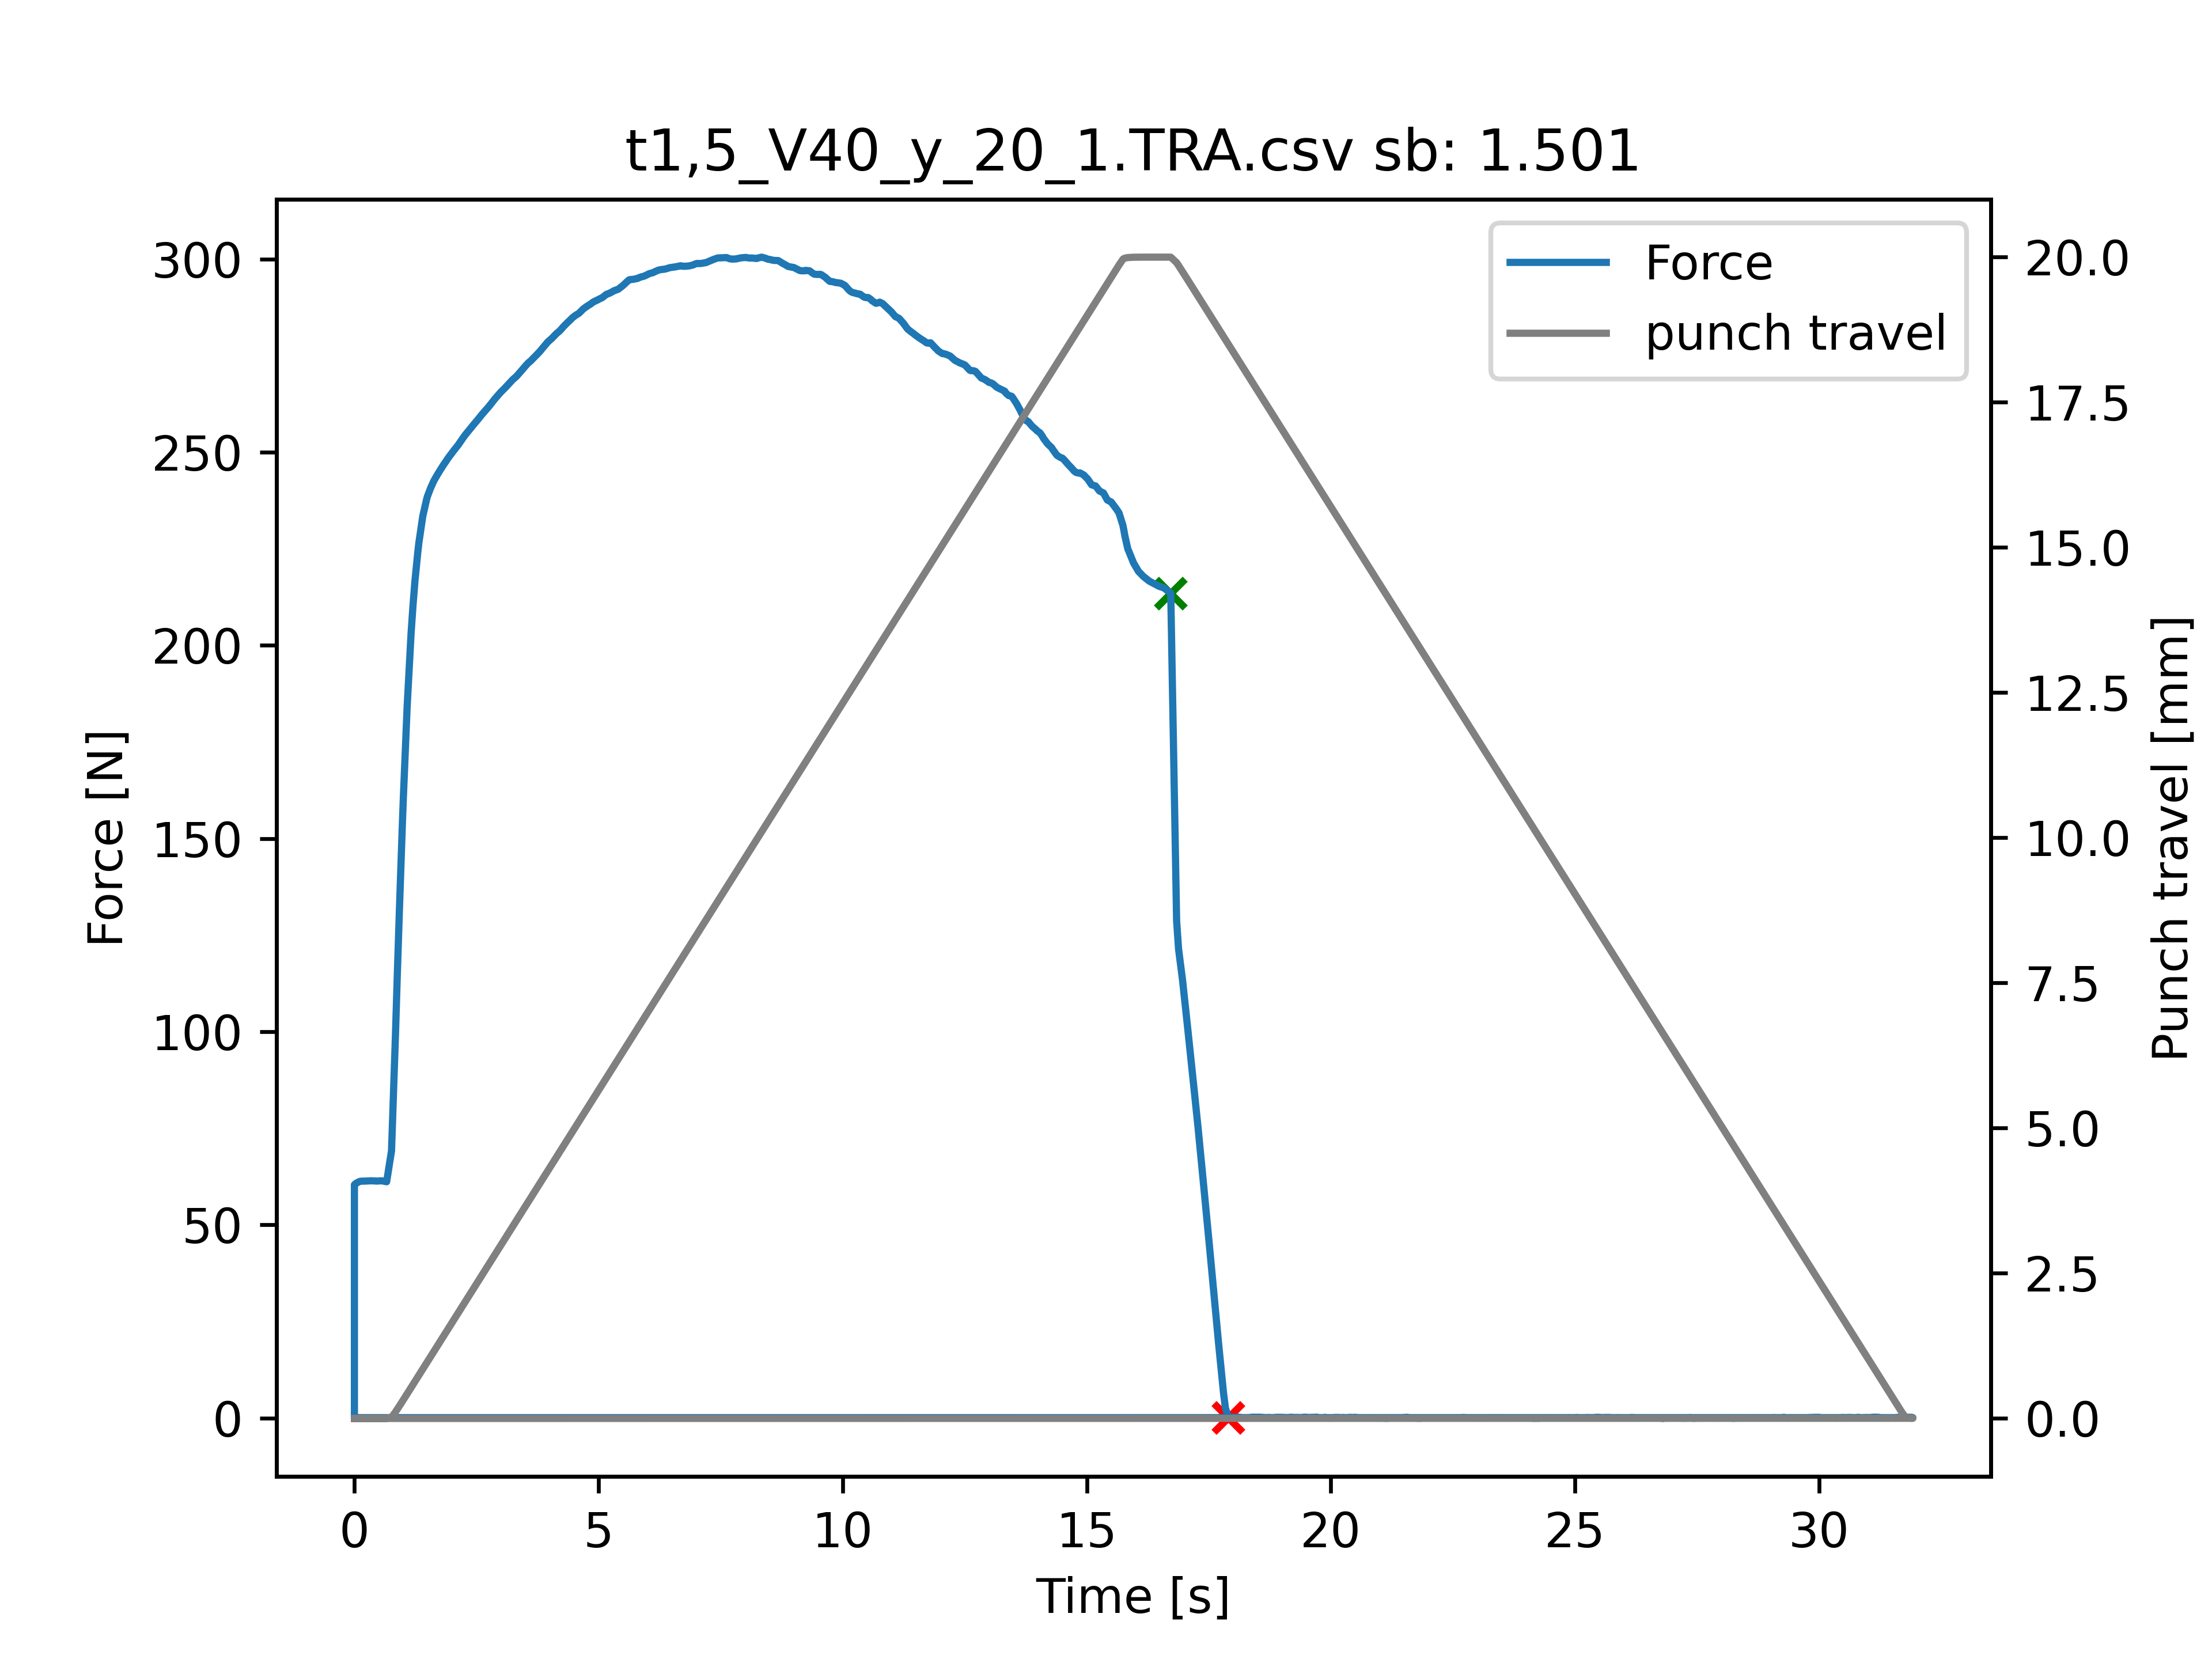 t1,5_V40_y_20_1.TRA.csv sb: 1.501
Force
punch travel
300
250
200
150
100
50
0
Force [N]
20.0
17.5
15.0
12.5
10.0
7.5
5.0
2.5
0.0
Punch travel [mm]
0 5 10 15 20 25 30
Time [s]